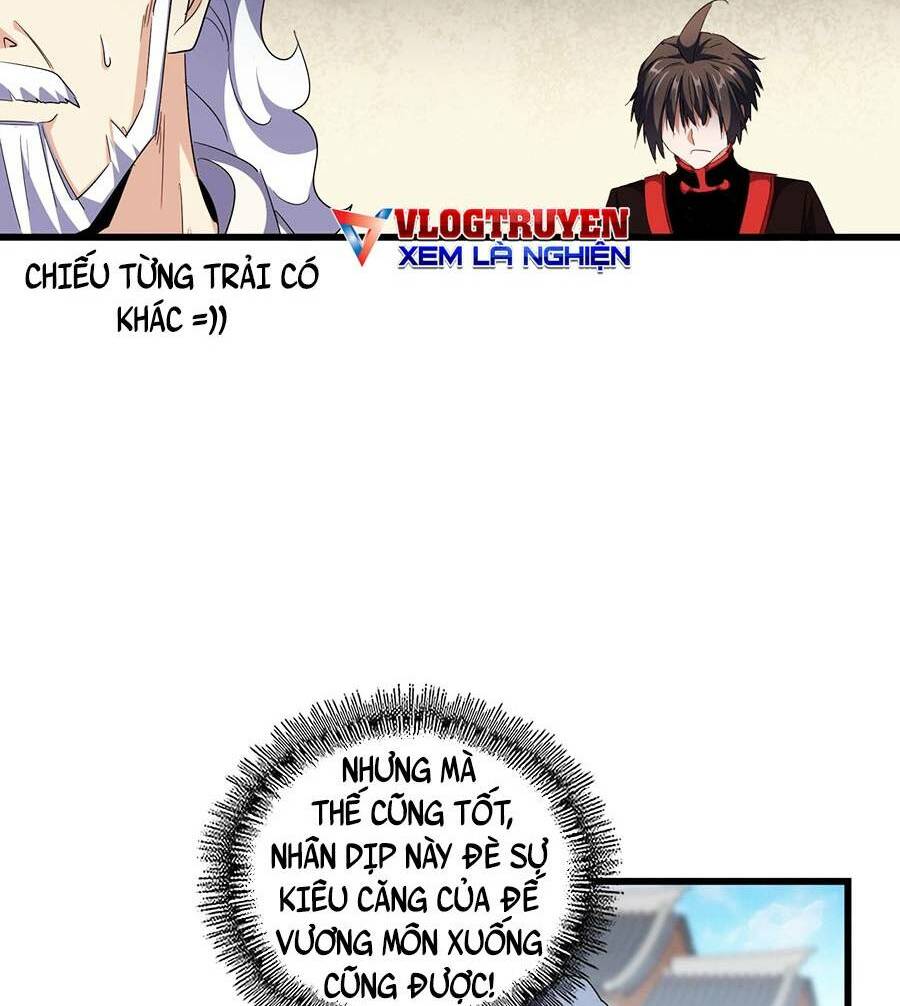 VLOGTRUYEN
XEM LÀ NGHIỆN
CHIẾU TỪNG TRẢI CÓ
KHÁC =))
NHƯNG MÀ
THẾ CŨNG TỐT,
NHÂN DỊP NÀY ĐÈ SỰ
KIÊU CĂNG CỦA ĐẾ
VƯƠNG MÔN XUỐNG
CŨNG ĐƯỢC!